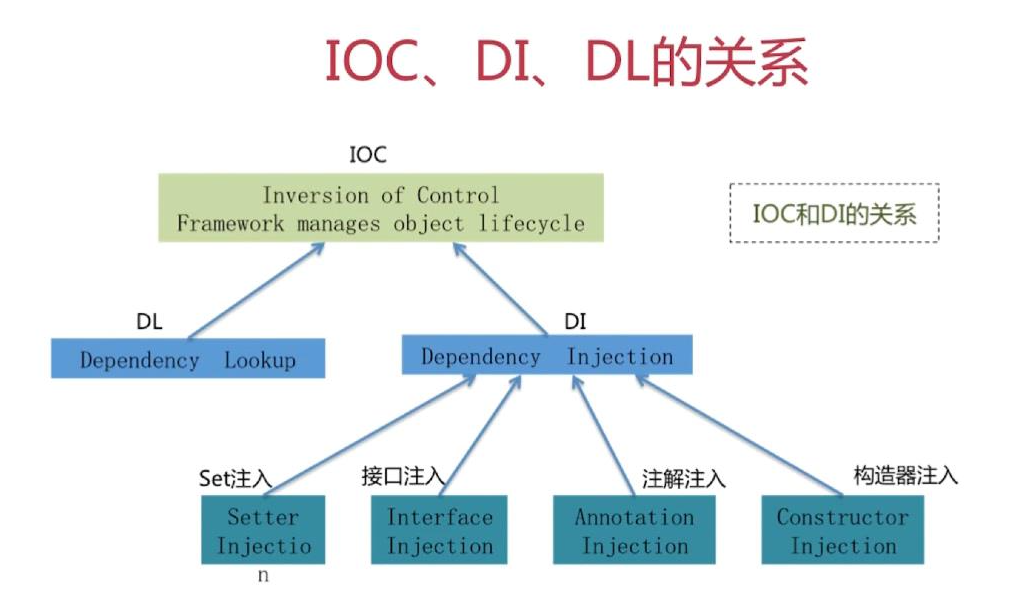 IOC、DI、DL的关系
IOC
Inversion of Control
Framework manages object lifecycle
IOC和DI的关系
DL
Dependency Lookup
DI
Dependency Injection
Set注入
Setter
Injectio
n
接口注入
Interface
Injection
注解注入
Annotation
Injection
构造器注入
Constructor
Injection